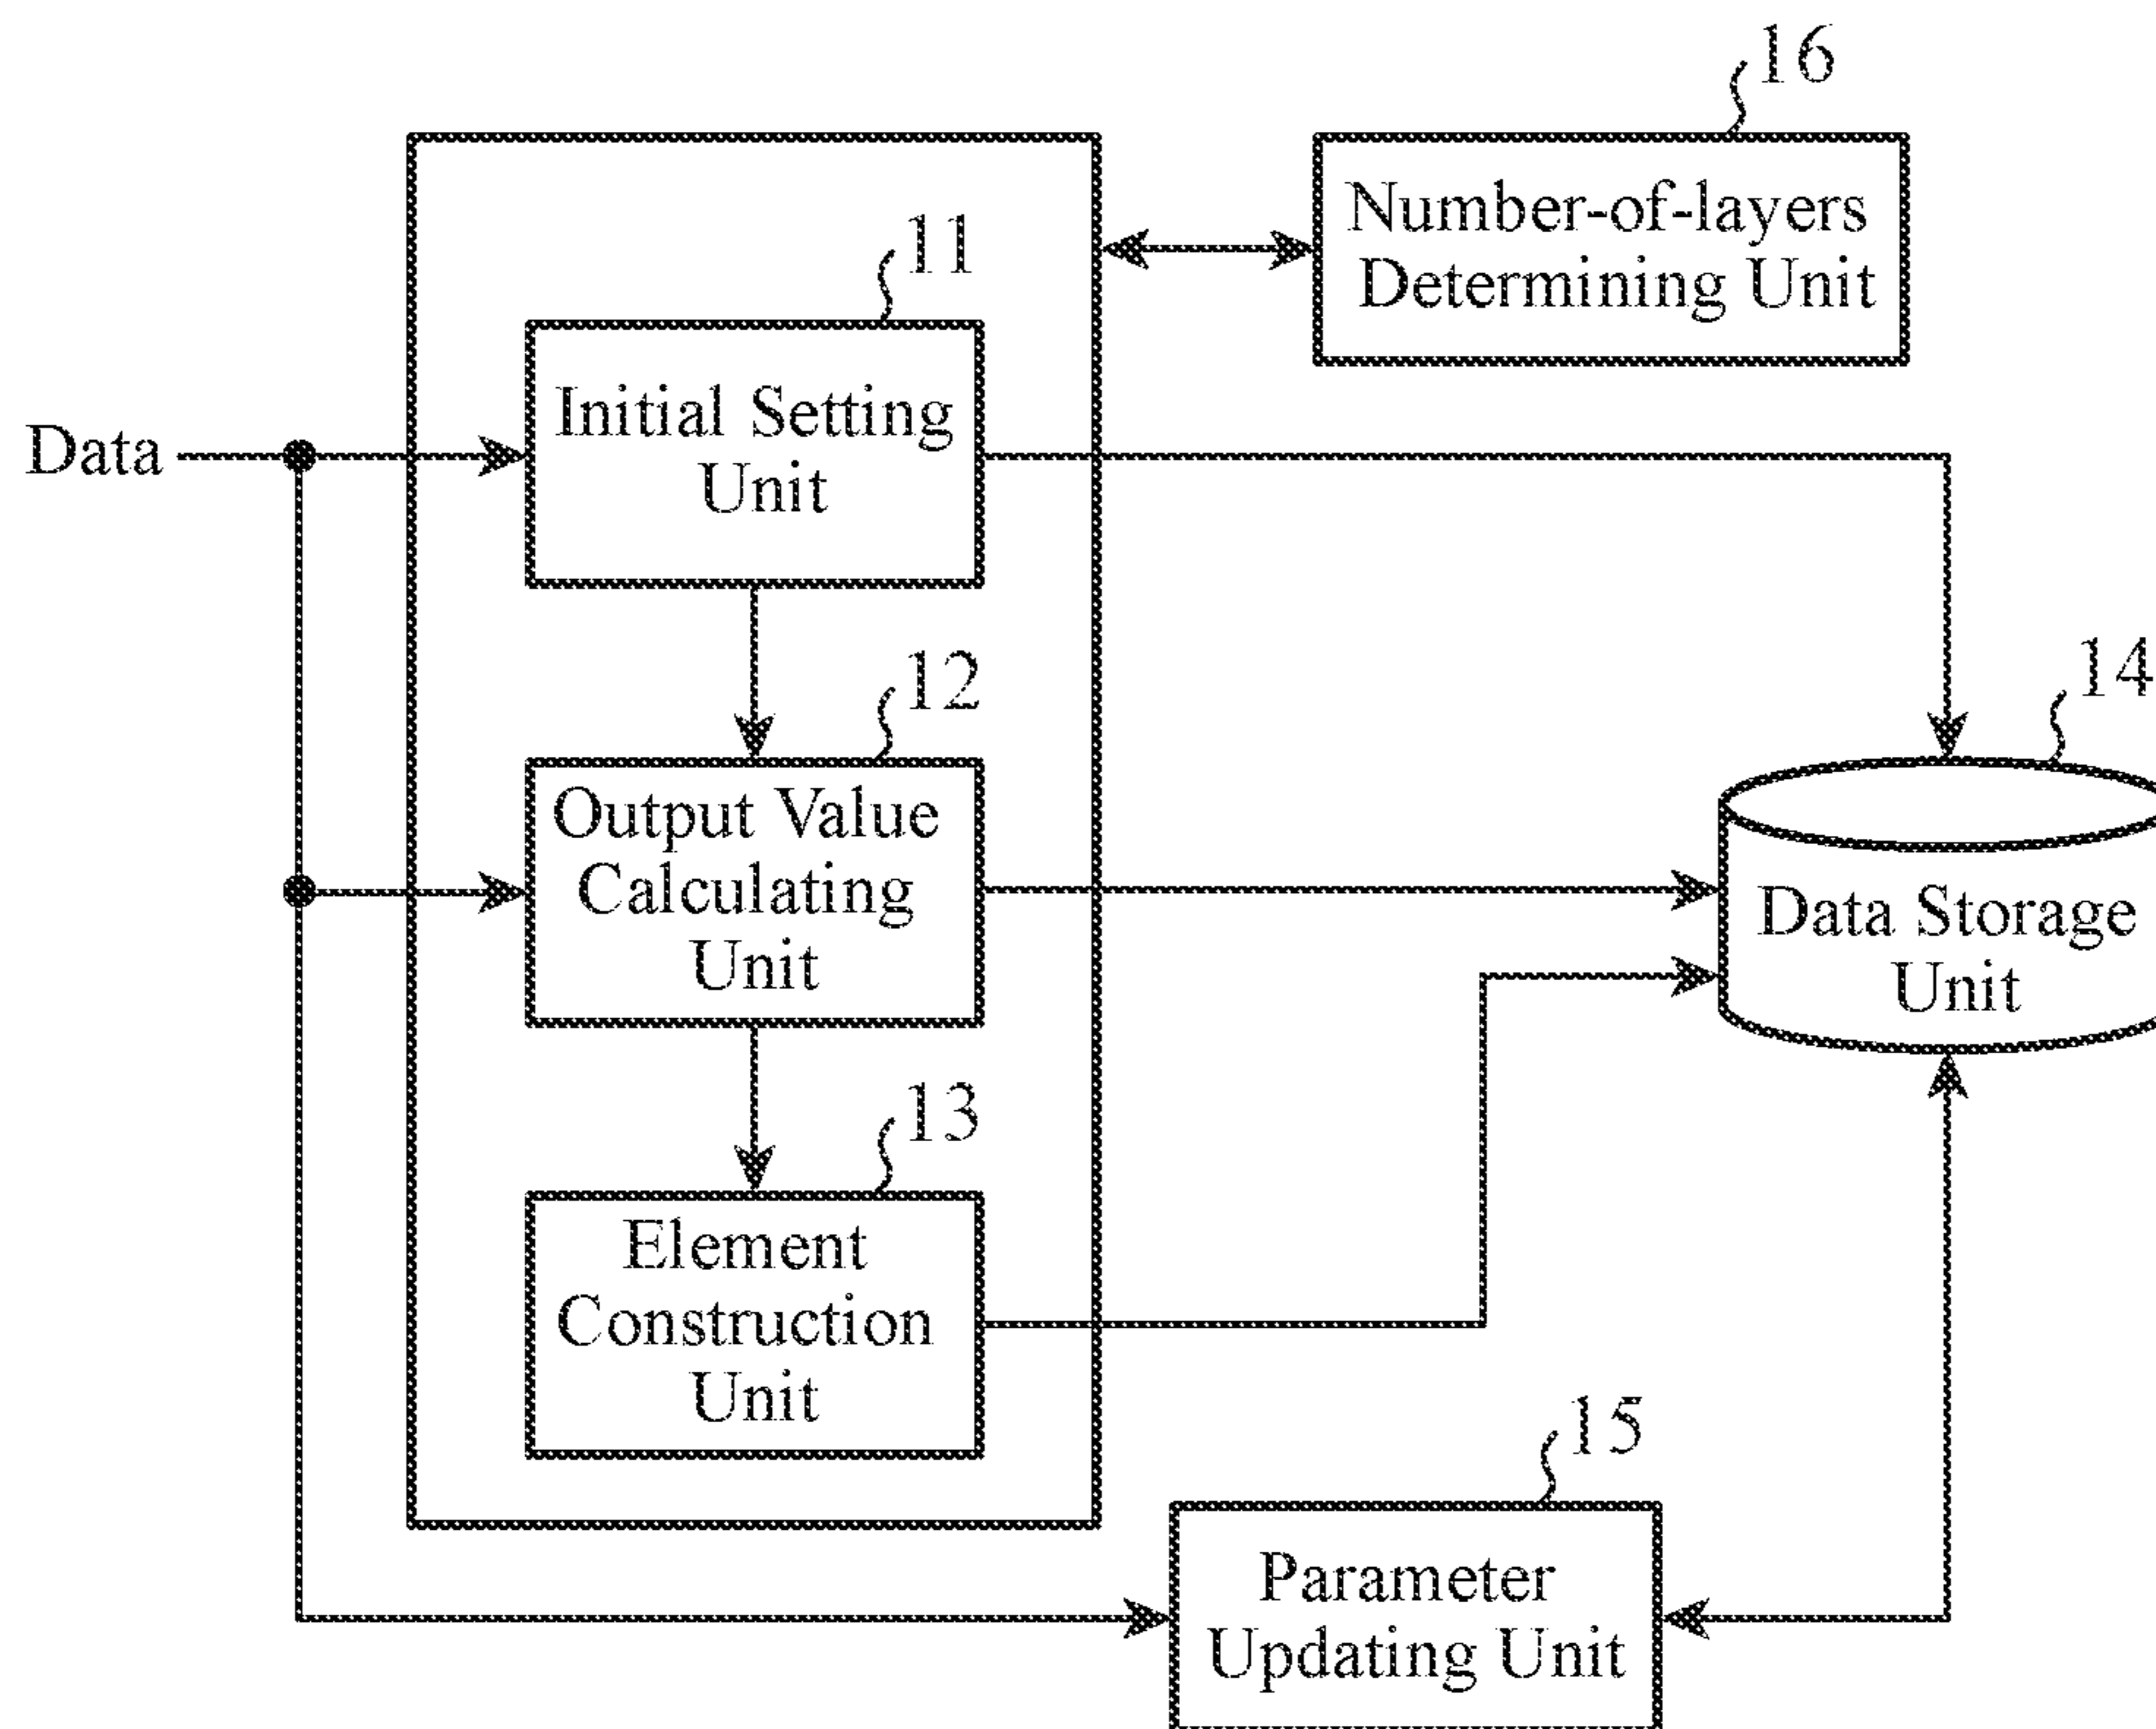 16
Number-of-layers
Determining Unit
11
Initial Setting
Unit
Data
12
Output Value
Calculating
Unit
14
Data Storage
Unit
13
Element
Construction
Unit
15
Parameter
Updating Unit